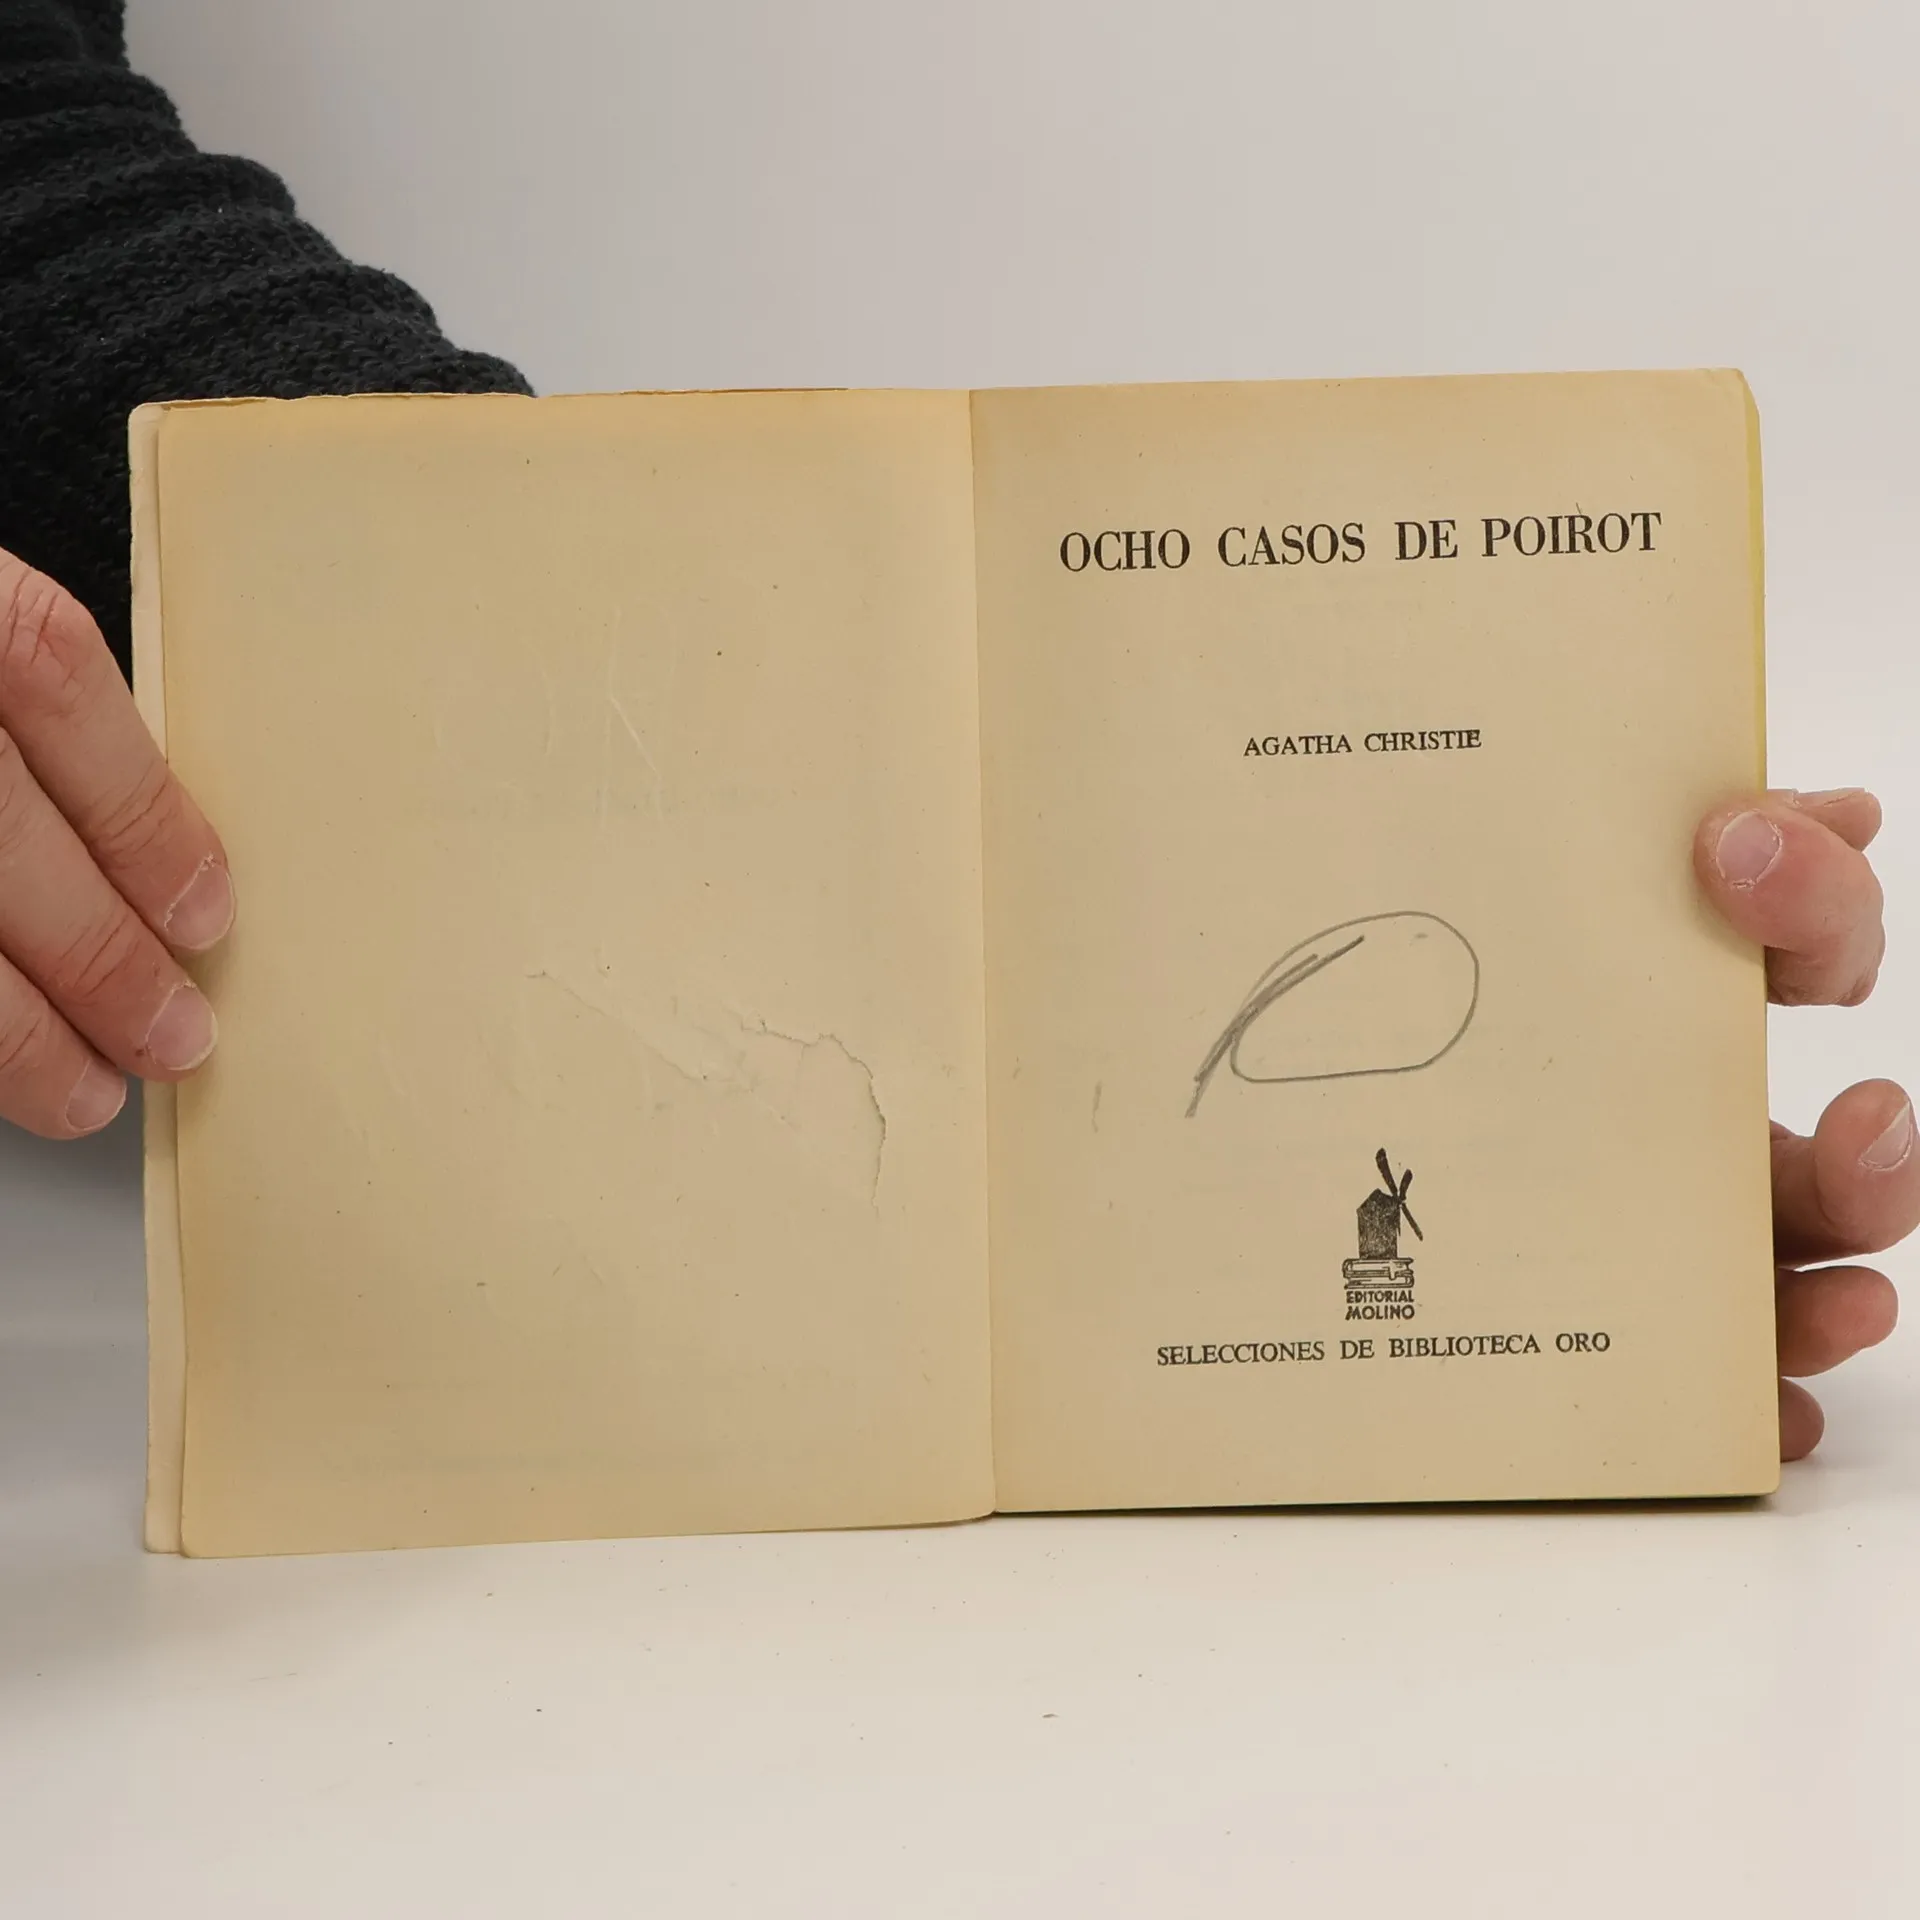 OCHO CASOS DE POIROT
AGATHA CHRISTIE
EDITORIAL
MOLINO
SELECCIONES DE BIBLIOTECA ORO